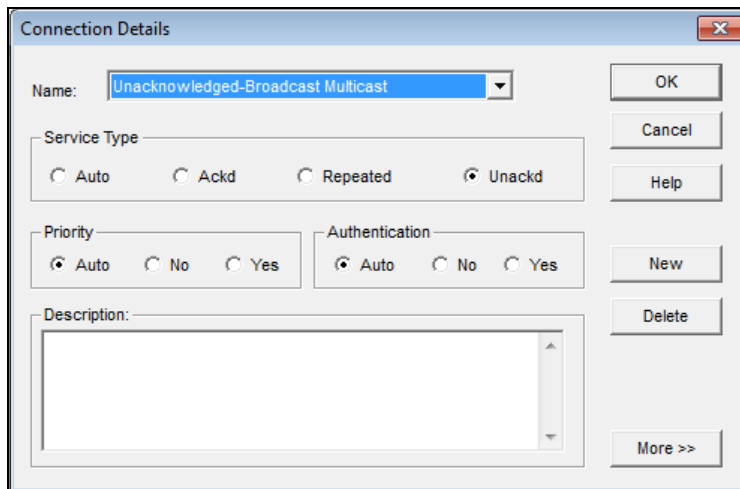 Connection Details
Name: Unacknowledged-Broadcast Multicast
OK
Cancel
Help
Service Type
Auto Ackd Repeated Unackd
Priority
Auto No Yes
Authentication
Auto No Yes
New
Delete
Description:
More >>